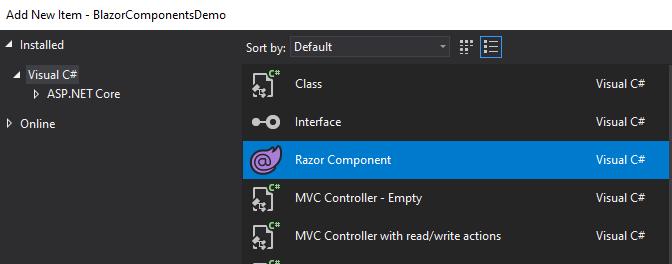 Add New Item - BlazorComponentsDemo
Installed
Visual C#
ASP.NET Core
Online
Sort by: Default
C# Class Visual C#
Interface Visual C#
@ Razor Component Visual C#
C# MVC Controller - Empty Visual C#
C# MVC Controller with read/write actions Visual C#
C#